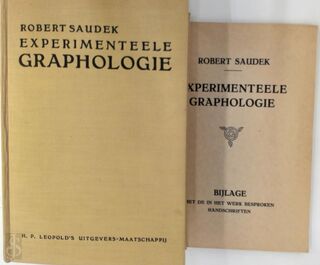 ROBERT SAUDEK
EXPERIMENTEELE
GRAPHOLOGIE
H. P. LEOPOLD'S UITGEVERS-MAATSCHAPPIJ
ROBERT SAUDEK
EXPERIMENTEELE
GRAPHOLOGIE
BIJLAGE
MET DE IN HET WERK BESPROKEN
HANDSCHRIFTEN